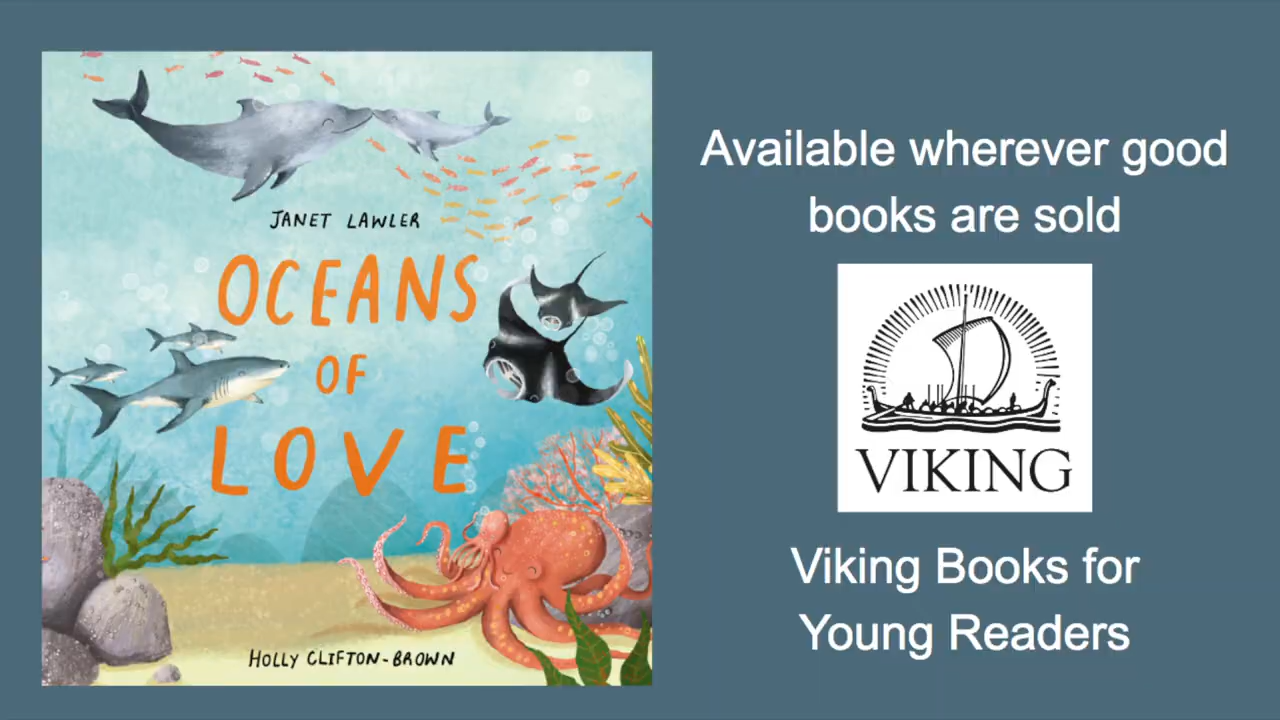 JANET LAWLER
OCEANS
OF
LOVE
HOLLY CLIFTON-BROWN
Available wherever good
books are sold
VIKING
Viking Books for
Young Readers